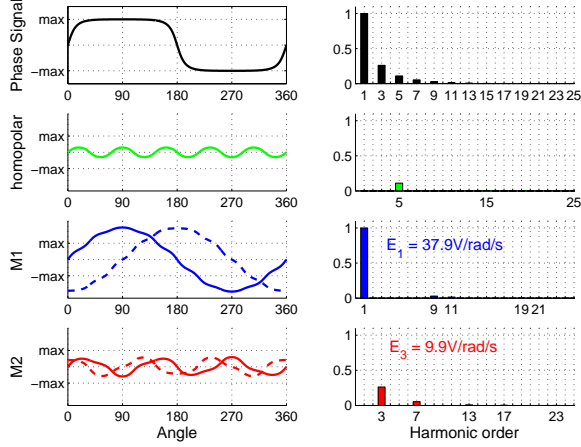 Phase Signal
max
−max
0 90 180 270 360
1
0.5
0
1 3 5 7 9 11 13 15 17 19 21 23 25
homopolar
max
−max
0 90 180 270 360
1
0.5
0
5 15 25
M1
max
−max
0 90 180 270 360
1
0.5
0
E1 = 37.9V/rad/s
1 9 11 19 21
M2
max
−max
0 90 180 270 360
Angle
1
0.5
0
E3 = 9.9V/rad/s
3 7 13 17 23
Harmonic order